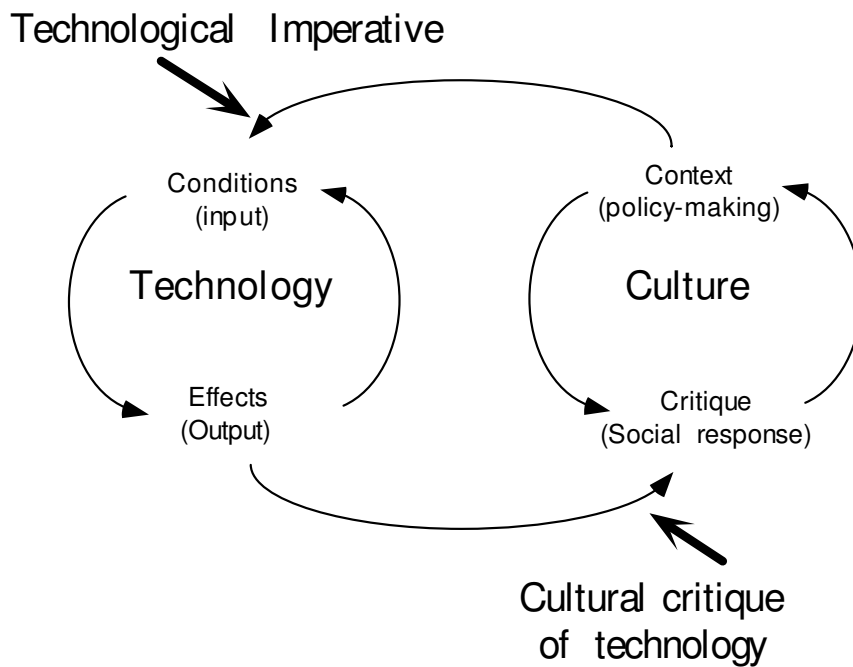 Technological Imperative
Conditions
(input)
Context
(policy-making)
Technology
Culture
Effects
(Output)
Critique
(Social response)
Cultural critique
of technology